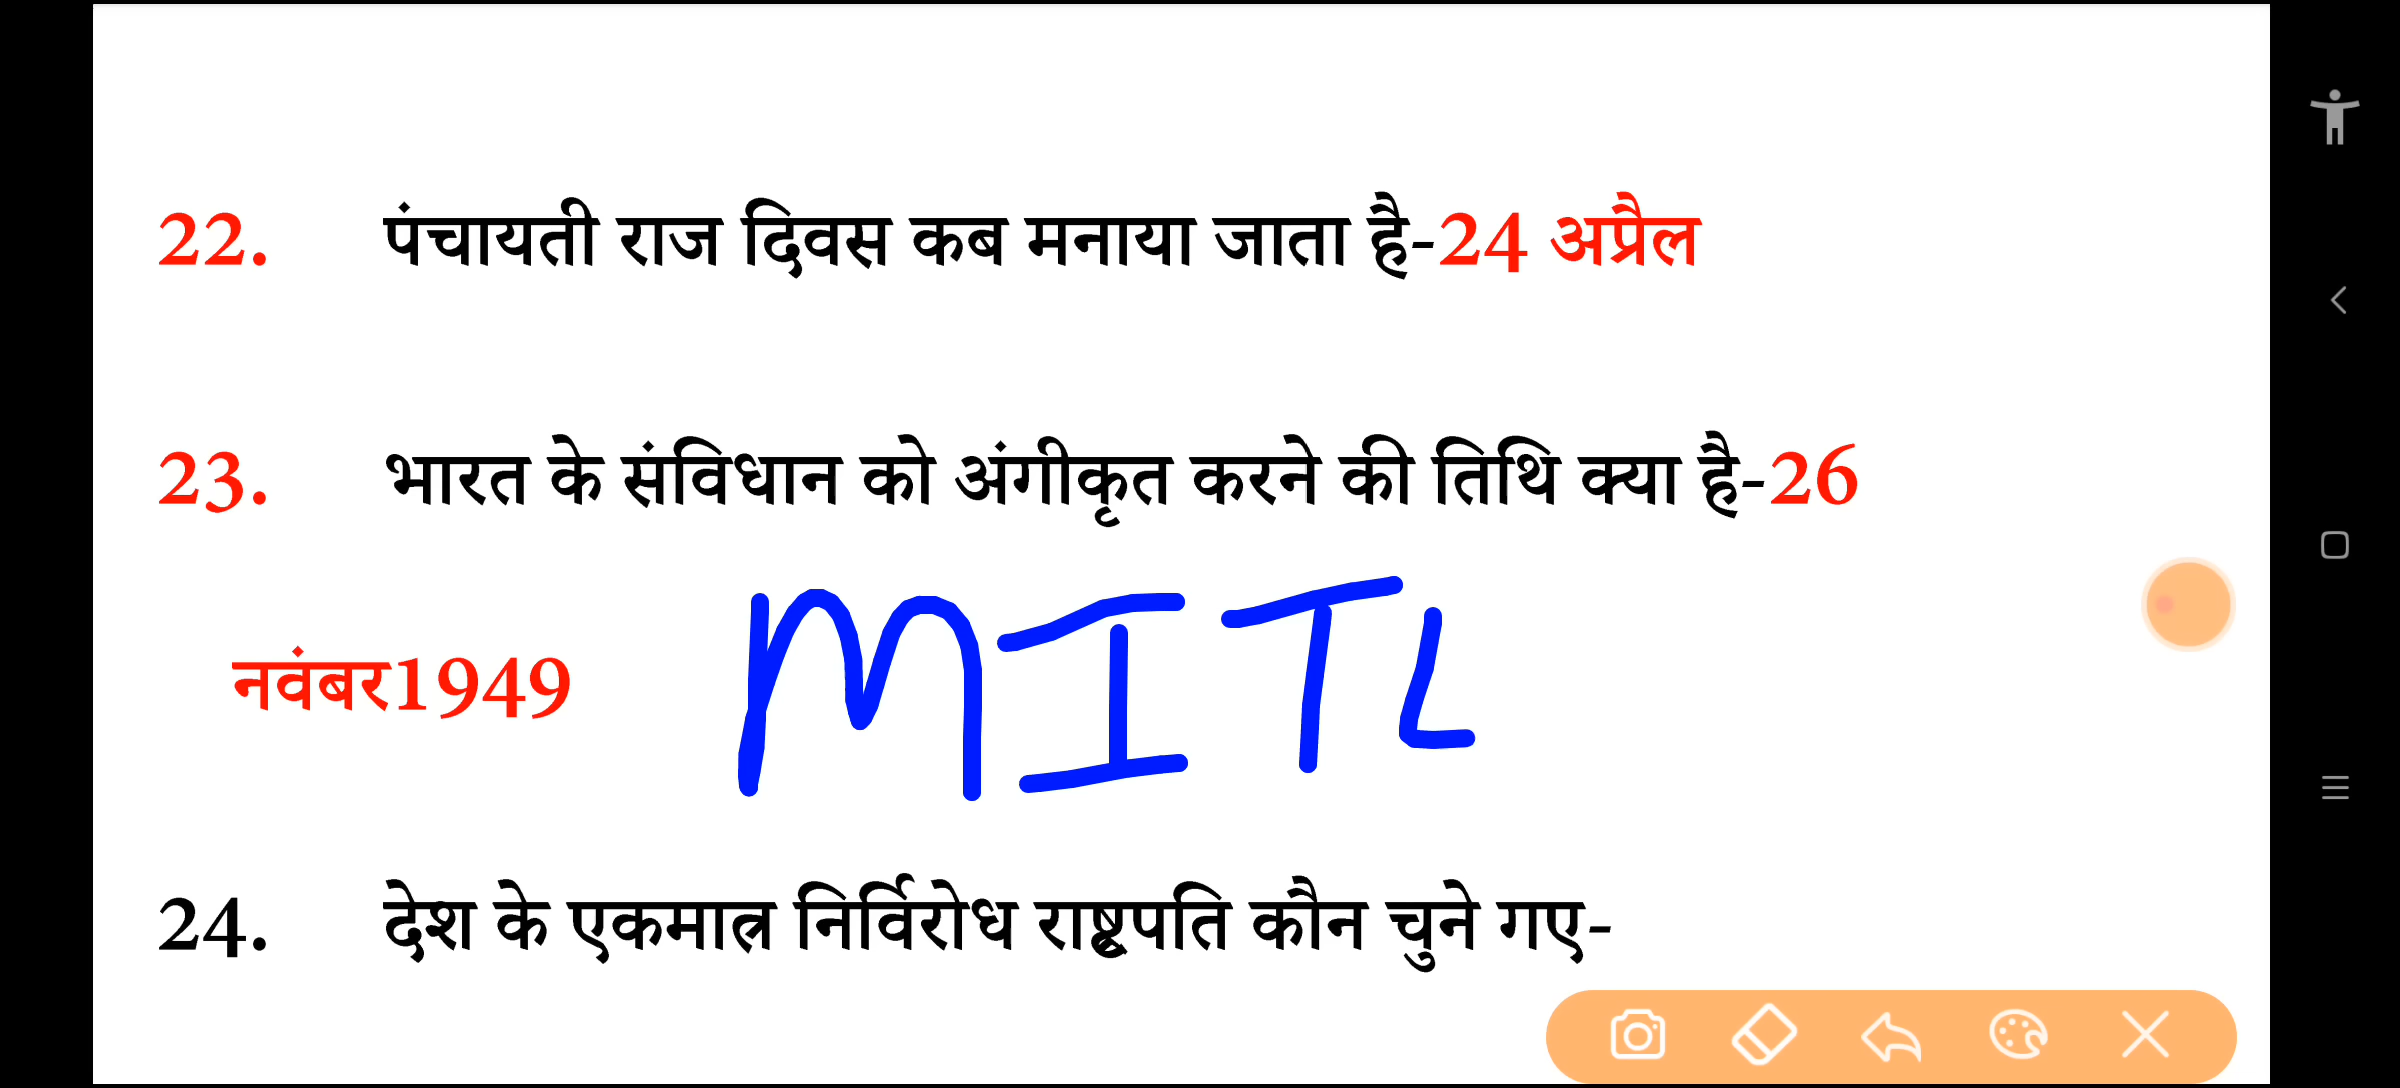 22. पंचायती राज दिवस कब मनाया जाता है-24 अप्रैल
23. भारत के संविधान को अंगीकृत करने की तिथि क्या है-26
नवंबर1949
MITL
24. देश के एकमात्र निर्विरोध राष्ट्रपति कौन चुने गए-